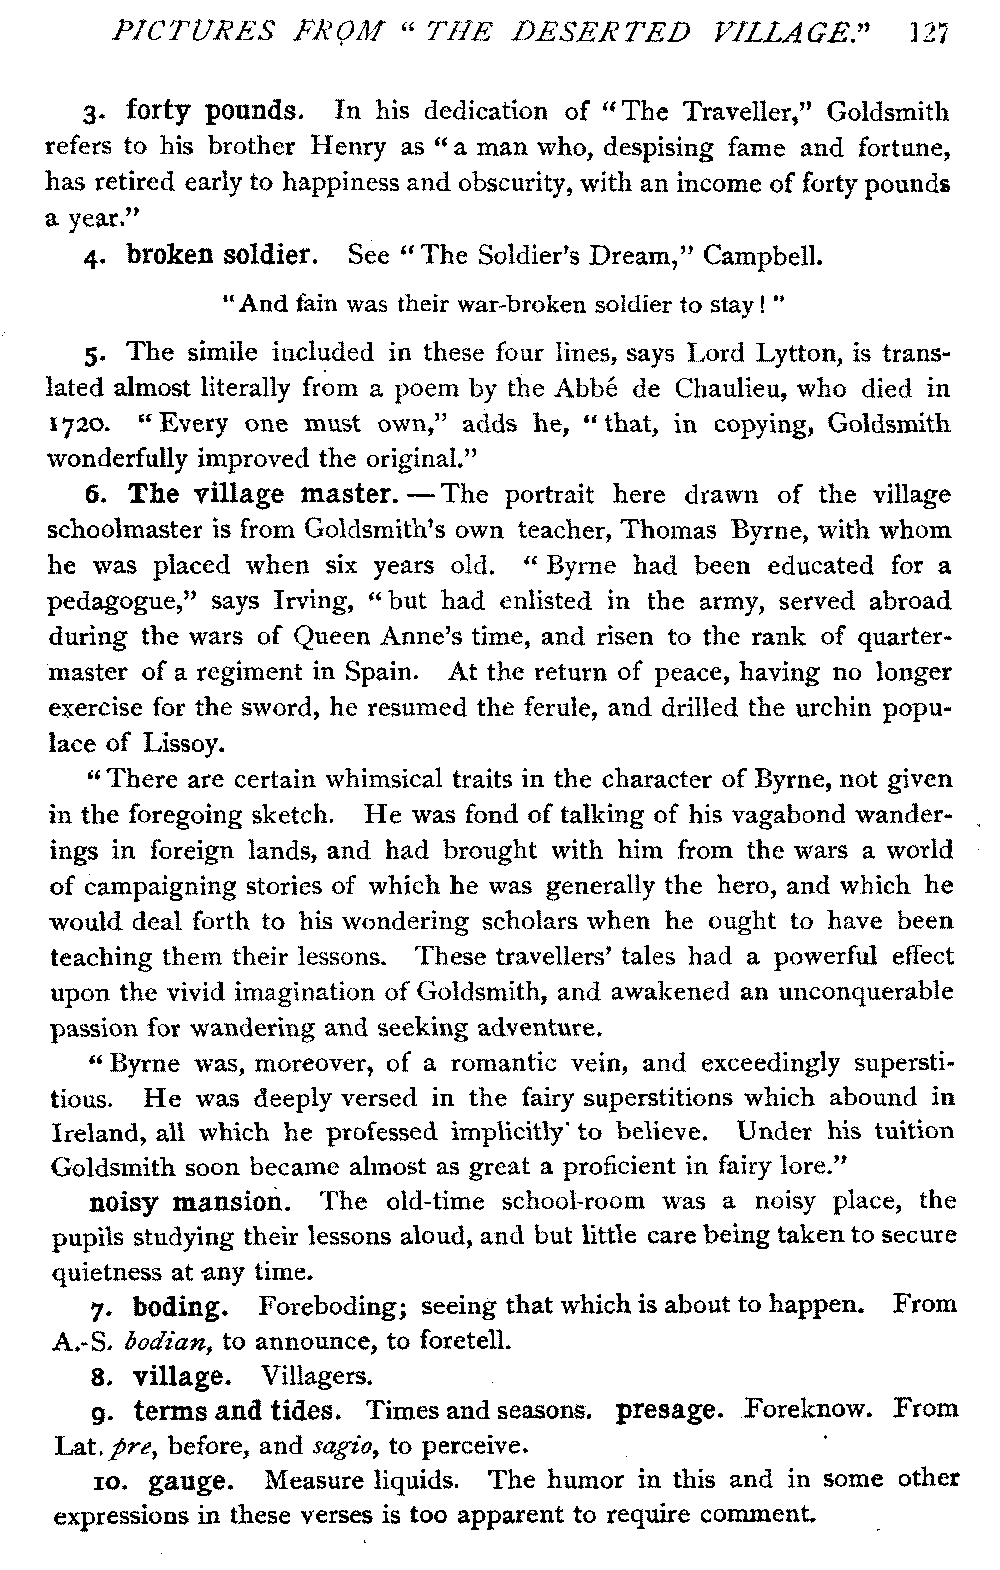 PICTURES FROM “ THE DESERTED VILLAGE.” 127
3. forty pounds. In his dedication of “The Traveller,” Goldsmith
refers to his brother Henry as “a man who, despising fame and fortune,
has retired early to happiness and obscurity, with an income of forty pounds
a year.”
4. broken soldier. See “The Soldier's Dream,” Campbell.
“And fain was their war-broken soldier to stay!”
5. The simile included in these four lines, says Lord Lytton, is trans-
lated almost literally from a poem by the Abbé de Chaulieu, who died in
1720. “Every one must own,” adds he, “that, in copying, Goldsmith
wonderfully improved the original.”
6. The village master. — The portrait here drawn of the village
schoolmaster is from Goldsmith's own teacher, Thomas Byrne, with whom
he was placed when six years old. “Byrne had been educated for a
pedagogue,” says Irving, “but had enlisted in the army, served abroad
during the wars of Queen Anne's time, and risen to the rank of quarter-
master of a regiment in Spain. At the return of peace, having no longer
exercise for the sword, he resumed the ferule, and drilled the urchin popu-
lace of Lissoy.
“There are certain whimsical traits in the character of Byrne, not given
in the foregoing sketch. He was fond of talking of his vagabond wander-
ings in foreign lands, and had brought with him from the wars a world
of campaigning stories of which he was generally the hero, and which he
would deal forth to his wondering scholars when he ought to have been
teaching them their lessons. These travellers' tales had a powerful effect
upon the vivid imagination of Goldsmith, and awakened an unconquerable
passion for wandering and seeking adventure.
“Byrne was, moreover, of a romantic vein, and exceedingly supersti-
tious. He was deeply versed in the fairy superstitions which abound in
Ireland, all which he professed implicitly to believe. Under his tuition
Goldsmith soon became almost as great a proficient in fairy lore.”
noisy mansion. The old-time school-room was a noisy place, the
pupils studying their lessons aloud, and but little care being taken to secure
quietness at any time.
7. boding. Foreboding; seeing that which is about to happen. From
A.-S. bodian, to announce, to foretell.
8. village. Villagers.
9. terms and tides. Times and seasons. presage. Foreknow. From
Lat. pre, before, and sagio, to perceive.
10. gauge. Measure liquids. The humor in this and in some other
expressions in these verses is too apparent to require comment.